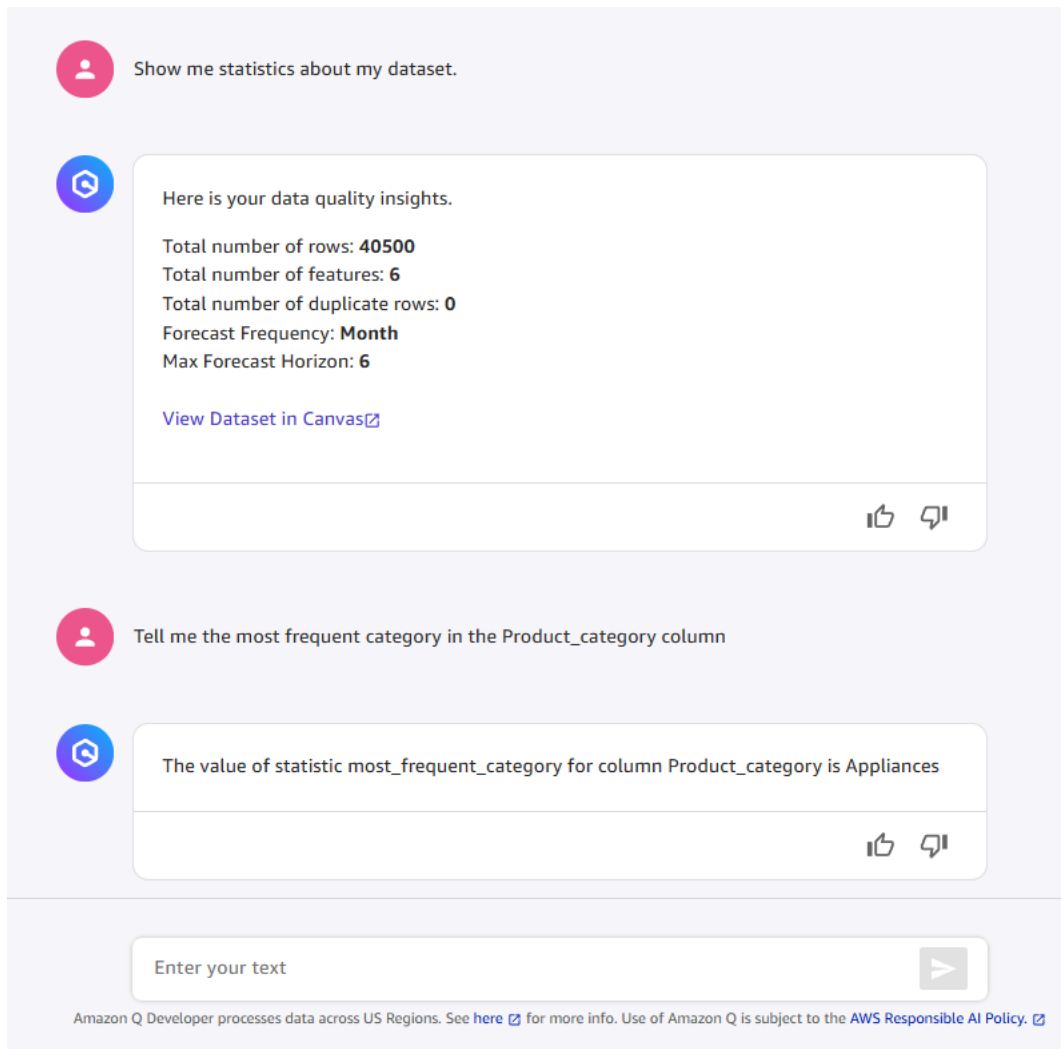 Show me statistics about my dataset.
Here is your data quality insights.
Total number of rows: 40500
Total number of features: 6
Total number of duplicate rows: 0
Forecast Frequency: Month
Max Forecast Horizon: 6
View Dataset in Canvas
Tell me the most frequent category in the Product_category column
The value of statistic most_frequent_category for column Product_category is Appliances
Enter your text
Amazon Q Developer processes data across US Regions. See here for more info. Use of Amazon Q is subject to the AWS Responsible AI Policy.